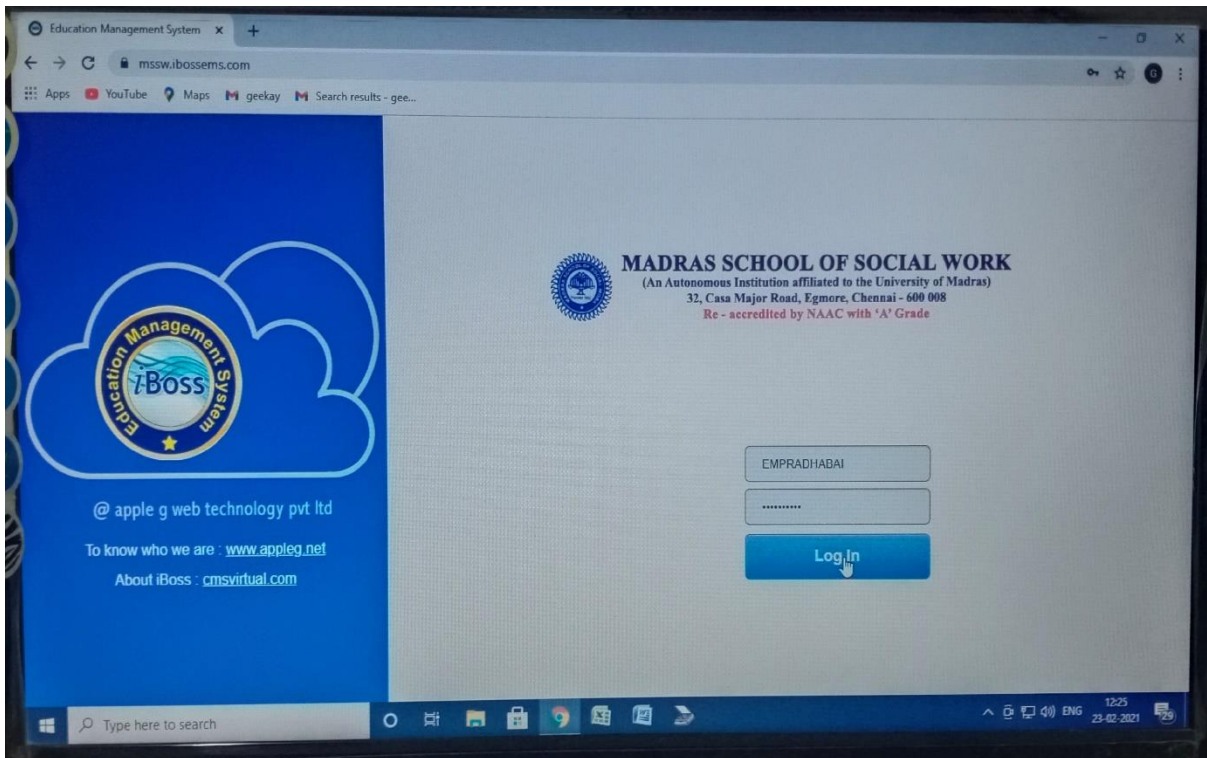 Education Management System
mssw.ibossems.com
G
Apps YouTube Maps geekay Search results - gee...
MADRAS SCHOOL OF SOCIAL WORK
(An Autonomous Institution affiliated to the University of Madras)
32, Casa Major Road, Egmore, Chennai - 600 008
Re - accredited by NAAC with ‘A’ Grade
Education Management System
iBoss
EMPRADHABAI
••••••••••
Log In
@ apple g web technology pvt ltd
To know who we are : www.appleg.net
About iBoss : cmsvirtual.com
Type here to search
ENG
12:25
23-02-2021
29